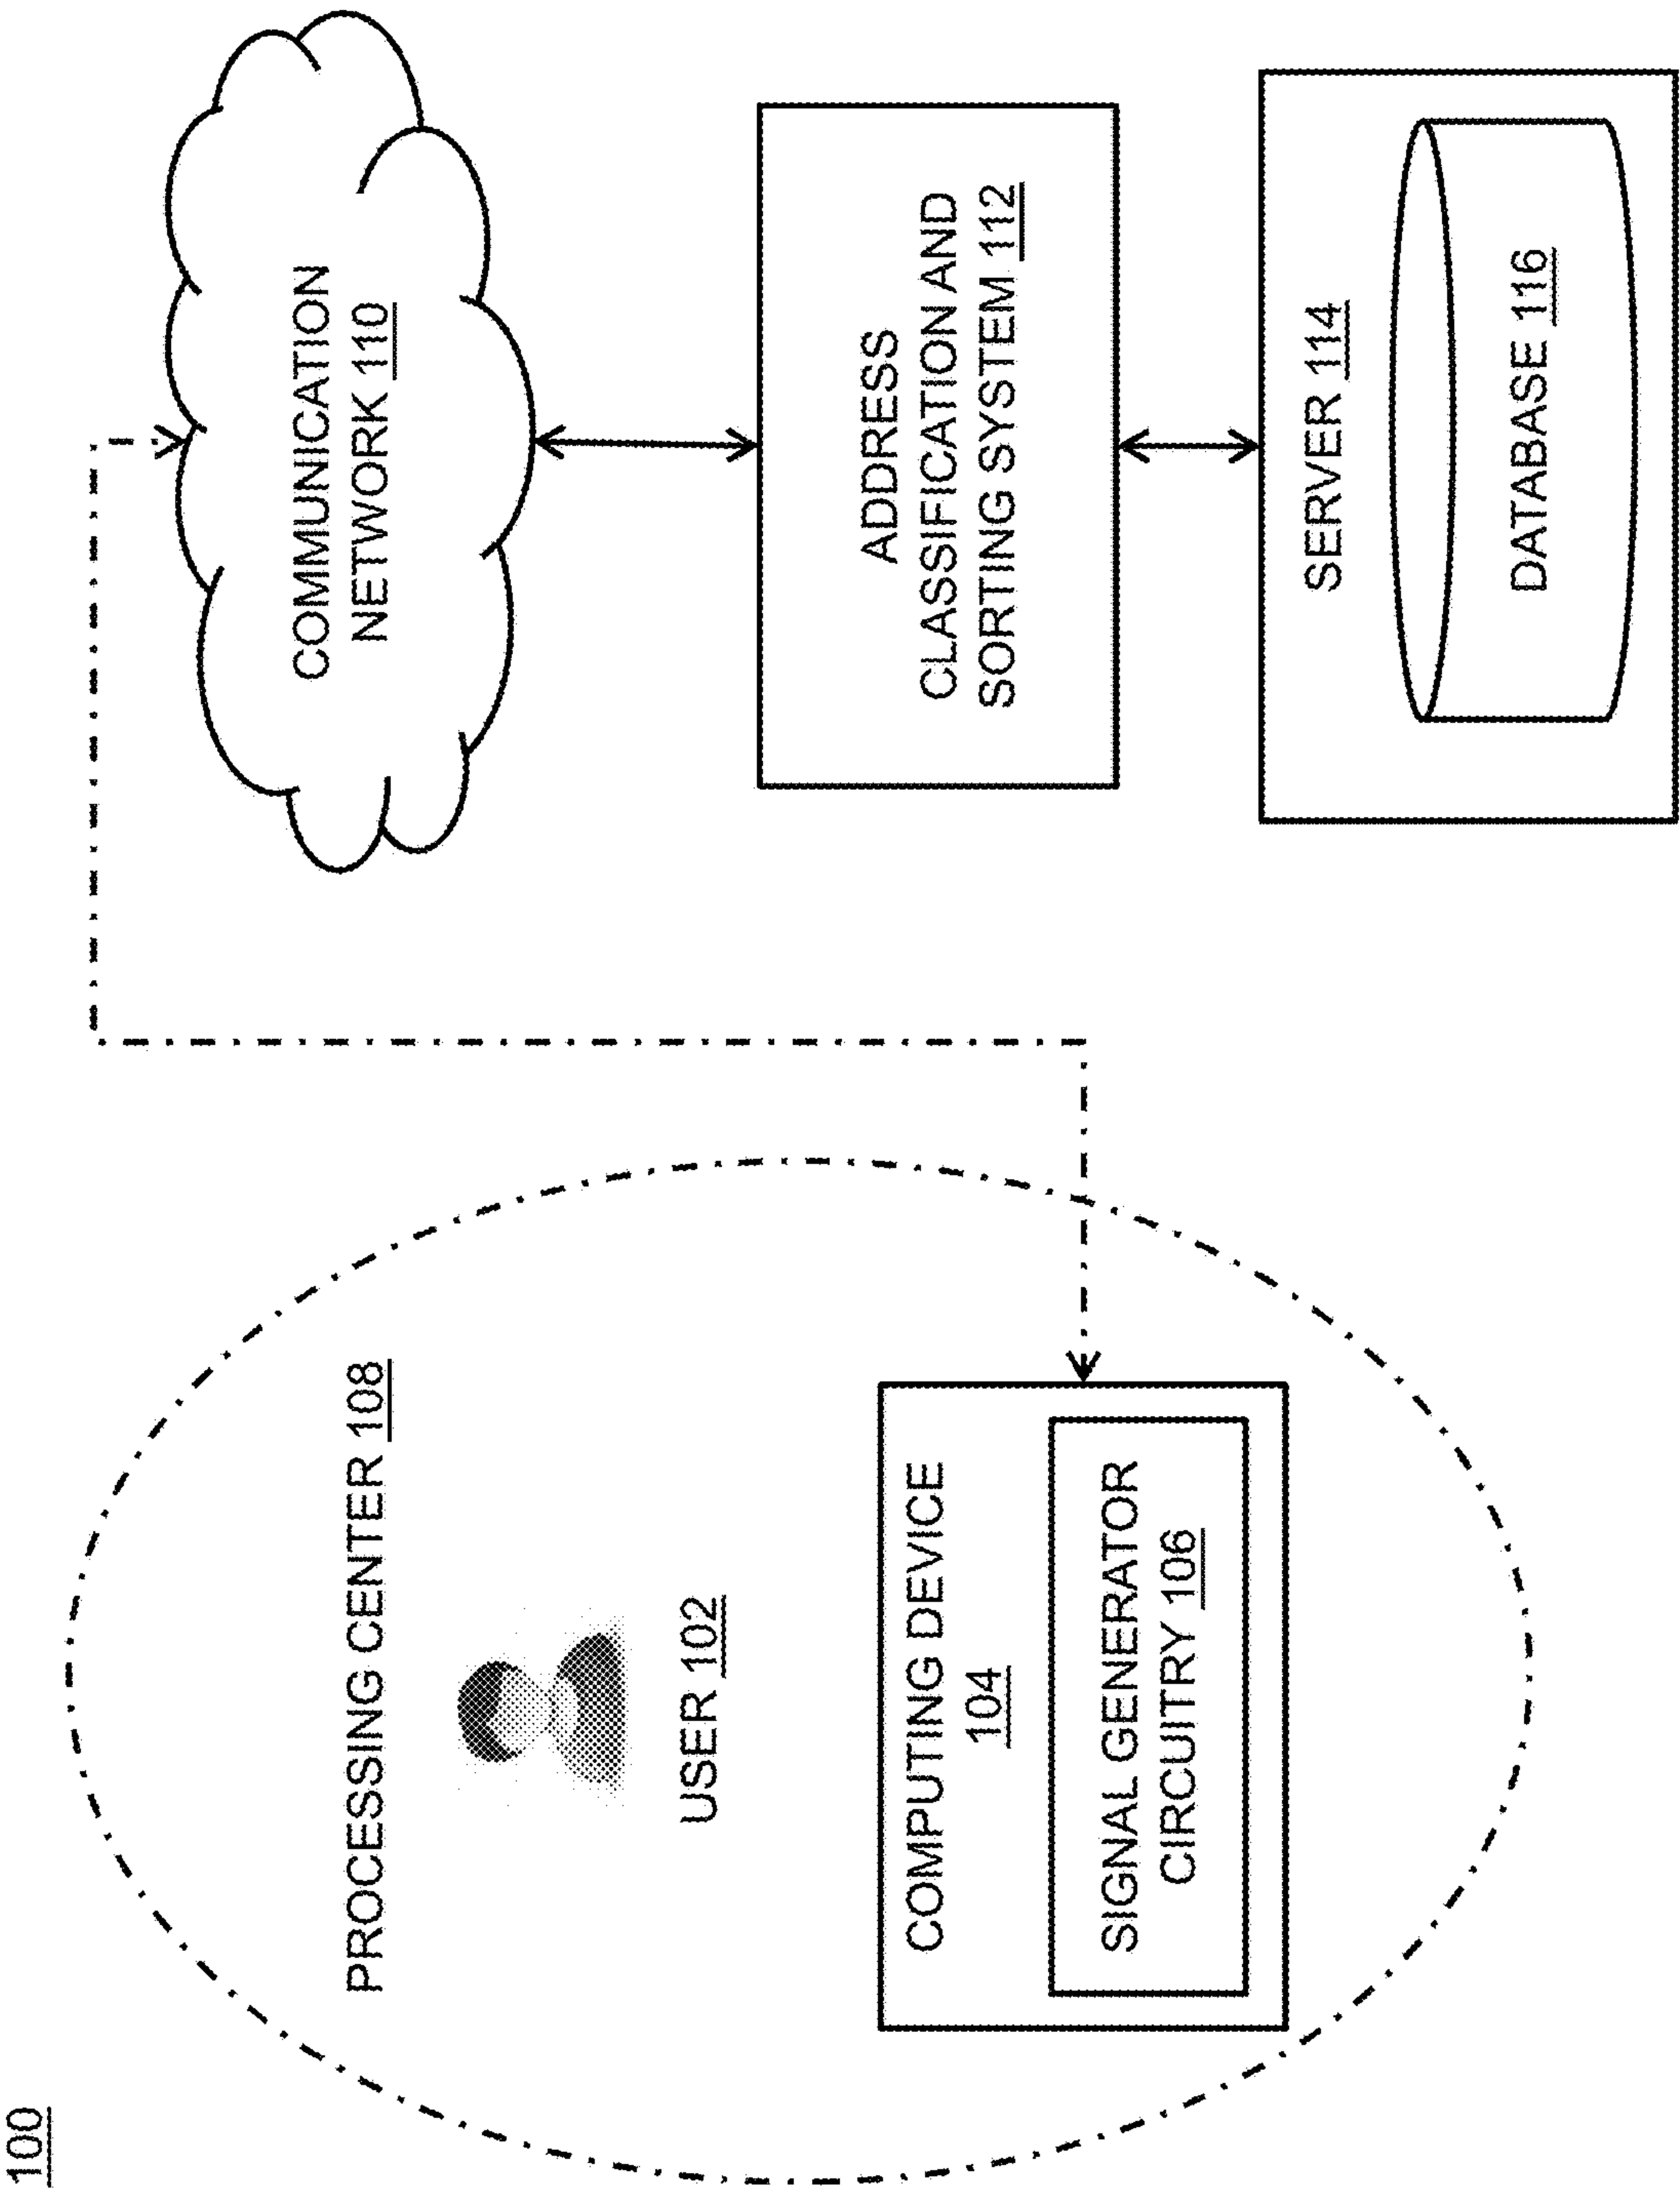 100
PROCESSING CENTER 108
USER 102
COMPUTING DEVICE
104
SIGNAL GENERATOR
CIRCUITRY 106
COMMUNICATION
NETWORK 110
ADDRESS
CLASSIFICATION AND
SORTING SYSTEM 112
SERVER 114
DATABASE 116